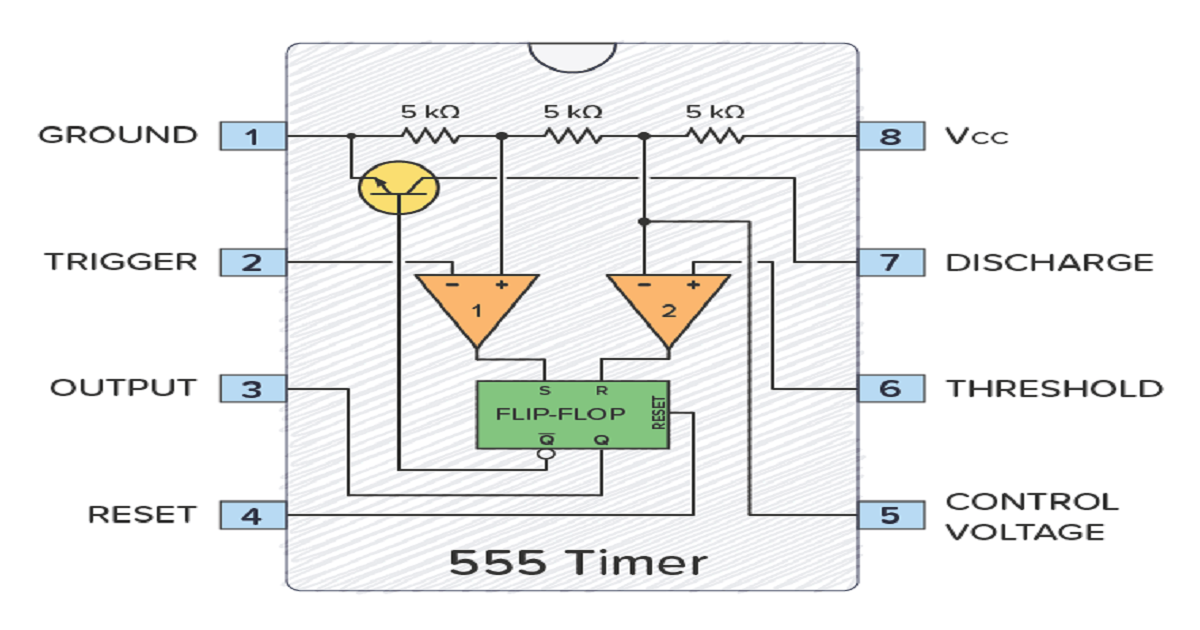 5 kΩ 5 kΩ 5 kΩ
GROUND 1
8 Vcc
TRIGGER 2
7 DISCHARGE
− +
1
− +
2
OUTPUT 3
6 THRESHOLD
S R
FLIP-FLOP
RESET
Q̅ Q
RESET 4
5 CONTROL
VOLTAGE
555 Timer